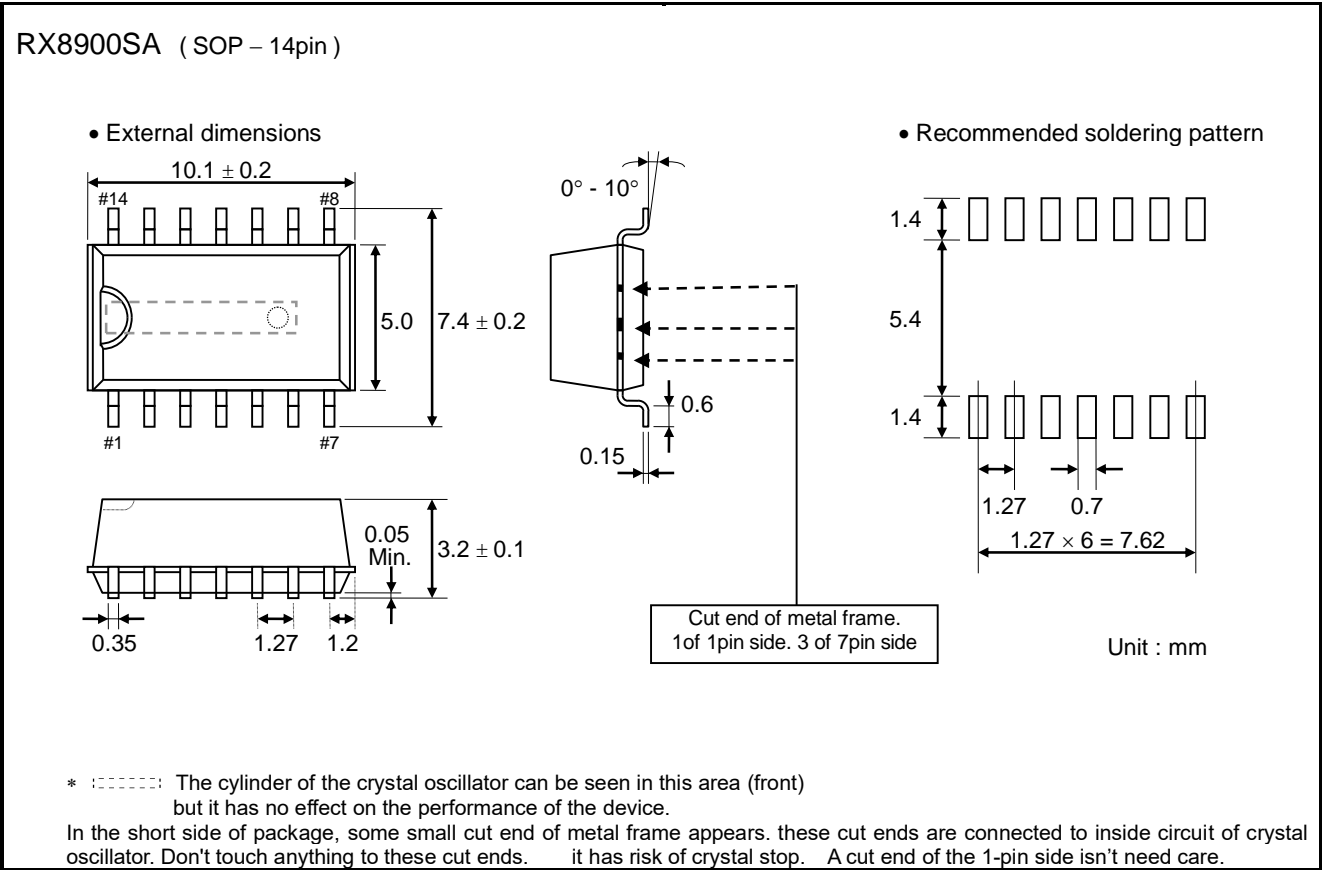 RX8900SA ( SOP – 14pin )
• External dimensions
• Recommended soldering pattern
10.1 ± 0.2
#14
#8
5.0
7.4 ± 0.2
#1
#7
0° - 10°
0.6
0.15
1.4
5.4
1.4
1.27
0.7
1.27 × 6 = 7.62
0.05
Min.
3.2 ± 0.1
0.35
1.27
1.2
Cut end of metal frame.
1of 1pin side. 3 of 7pin side
Unit : mm
* The cylinder of the crystal oscillator can be seen in this area (front)
but it has no effect on the performance of the device.
In the short side of package, some small cut end of metal frame appears. these cut ends are connected to inside circuit of crystal
oscillator. Don't touch anything to these cut ends. it has risk of crystal stop. A cut end of the 1-pin side isn't need care.